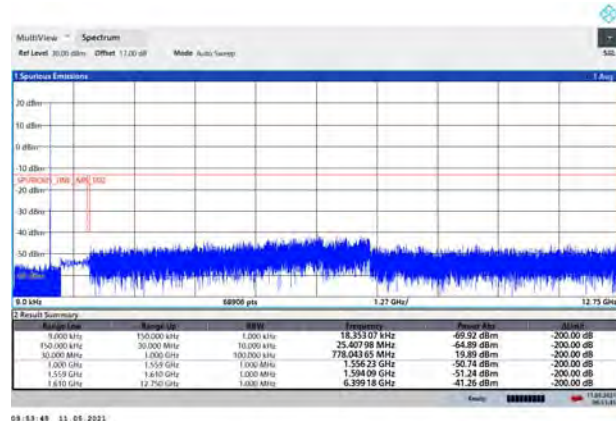 MultiView Spectrum
Ref Level 30.00 dBm Offset 17.00 dB Mode Auto Sweep
SGL
1 Spurious Emissions
1 Avg
20 dBm
10 dBm
0 dBm
-10 dBm
-20 dBm
-30 dBm
-40 dBm
-50 dBm
-60 dBm
9.0 kHz 68906 pts 1.27 GHz/ 12.75 GHz
2 Result Summary
Range Low Range Up RBW Frequency Power Abs ΔLimit
9.000 kHz 150.000 kHz 1.000 kHz 18.35307 kHz -69.92 dBm -200.00 dB
150.000 kHz 30.000 MHz 10.000 kHz 25.40798 MHz -64.89 dBm -200.00 dB
30.000 MHz 1.000 GHz 100.000 kHz 778.04365 MHz 19.89 dBm -200.00 dB
1.000 GHz 1.559 GHz 1.000 MHz 1.55623 GHz -50.74 dBm -200.00 dB
1.559 GHz 1.610 GHz 1.000 MHz 1.59409 GHz -51.24 dBm -200.00 dB
1.610 GHz 12.750 GHz 1.000 MHz 6.39918 GHz -41.26 dBm -200.00 dB
Ready
11.05.2021
05:53:45 11.05.2021